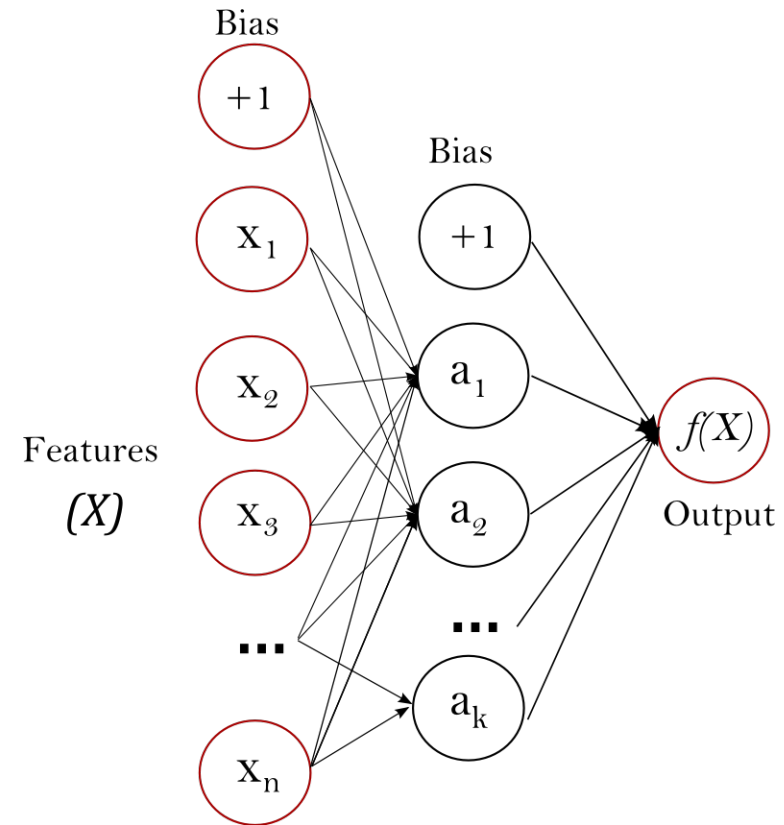 Bias
+1
Bias
x₁
+1
x₂
a₁
f(X)
Features
(X)
x₃
a₂
Output
...
...
xₙ
aₖ